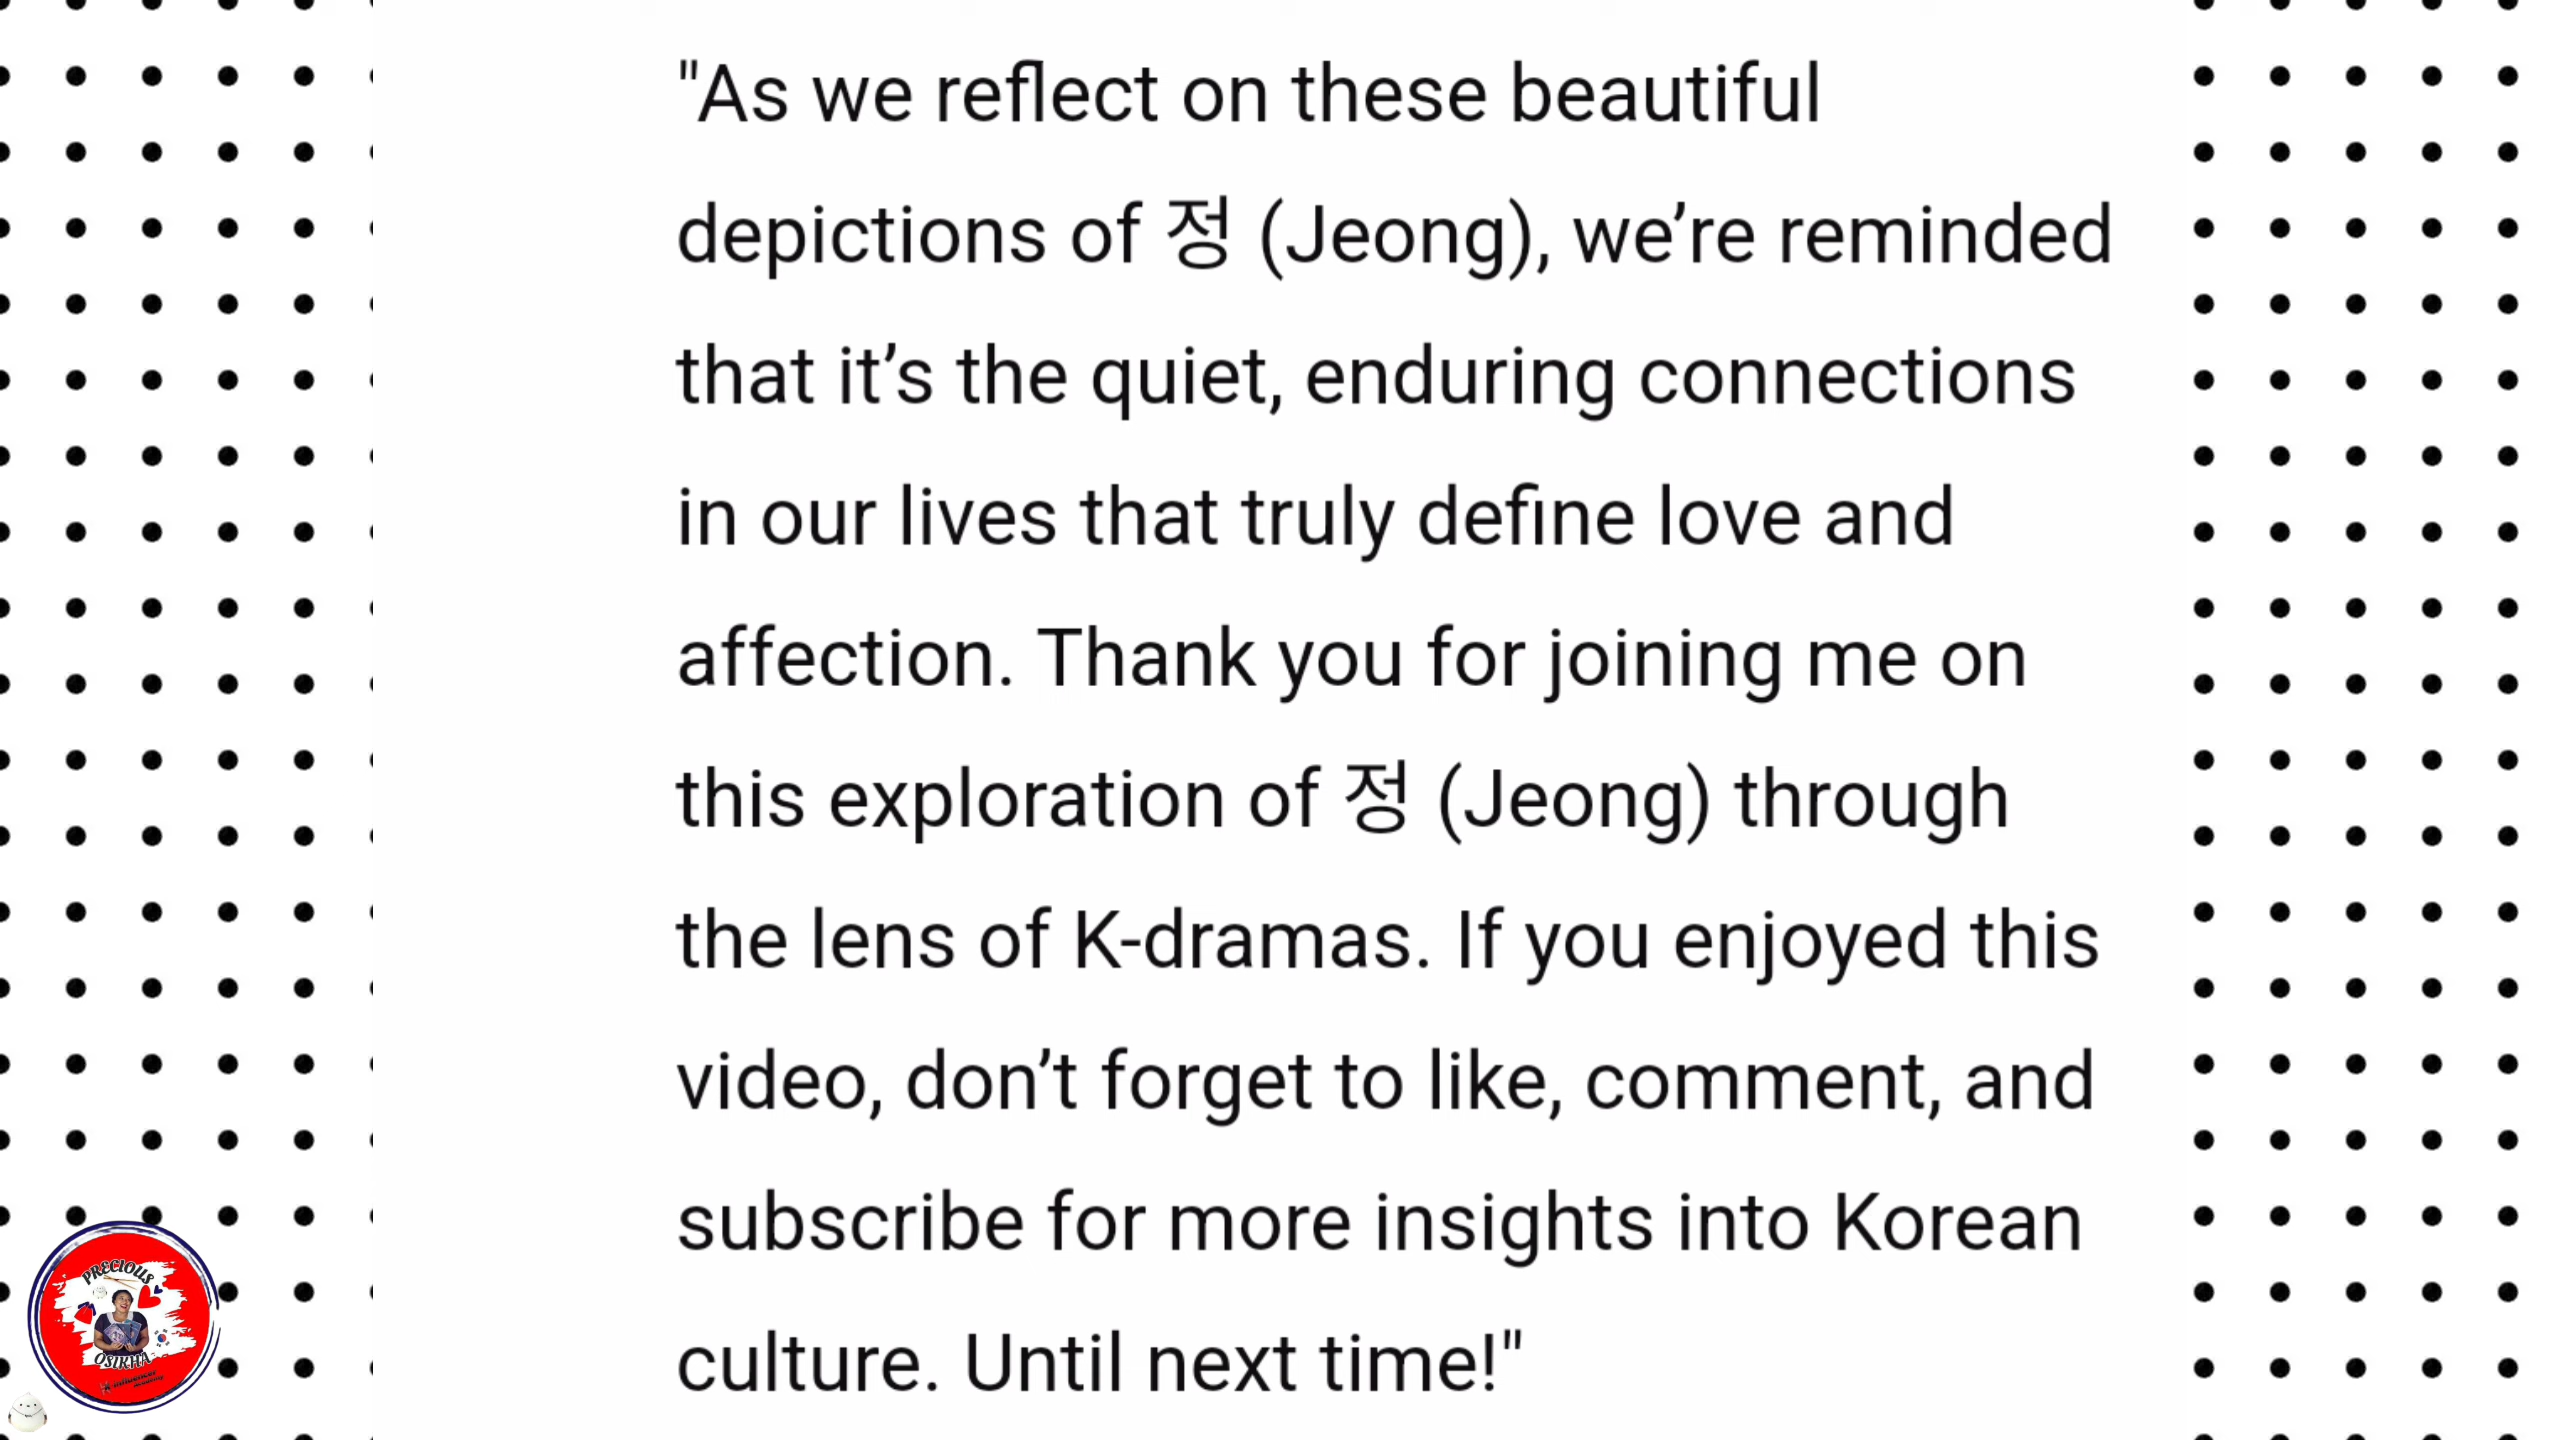 "As we reflect on these beautiful
depictions of 정 (Jeong), we’re reminded
that it’s the quiet, enduring connections
in our lives that truly define love and
affection. Thank you for joining me on
this exploration of 정 (Jeong) through
the lens of K-dramas. If you enjoyed this
video, don’t forget to like, comment, and
subscribe for more insights into Korean
culture. Until next time!"
PRECIOUS
OSIKHA